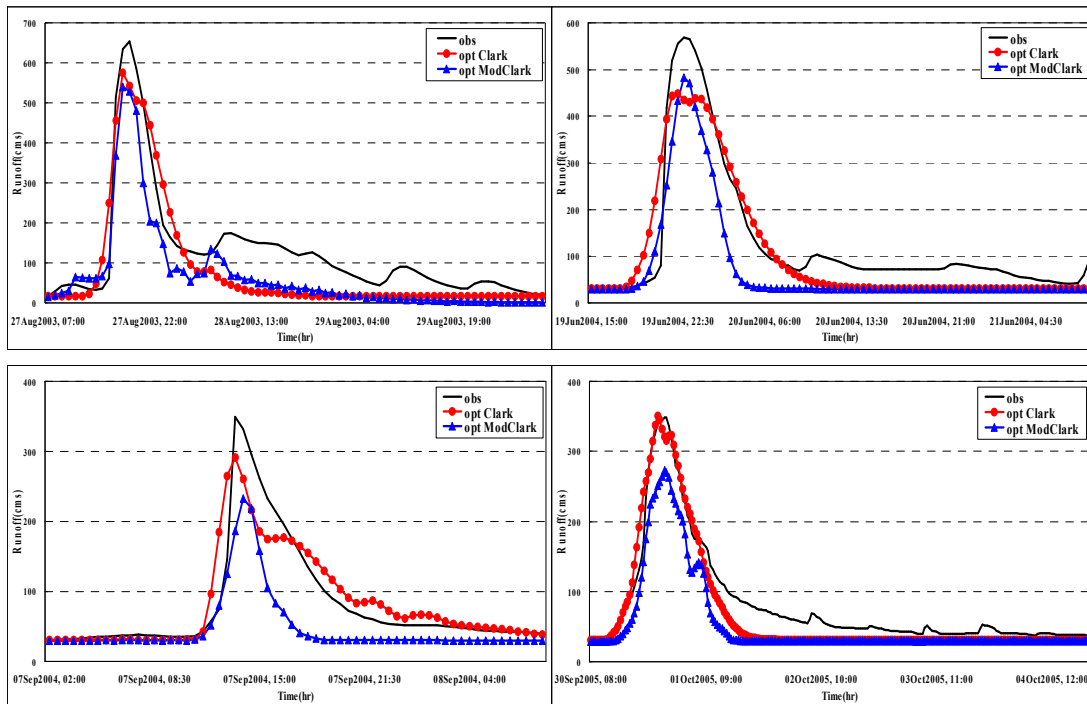 700
600
500
400
300
200
100
0
Runoff(cms)
obs
opt Clark
opt ModClark
27Aug2003, 07:00 27Aug2003, 22:00 28Aug2003, 13:00 29Aug2003, 04:00 29Aug2003, 19:00
Time(hr)
600
500
400
300
200
100
0
Runoff(cms)
obs
opt Clark
opt ModClark
19Jun2004, 15:00 19Jun2004, 22:30 20Jun2004, 06:00 20Jun2004, 13:30 20Jun2004, 21:00 21Jun2004, 04:30
Time(hr)
400
300
200
100
0
Runoff(cms)
obs
opt Clark
opt ModClark
07Sep2004, 02:00 07Sep2004, 08:30 07Sep2004, 15:00 07Sep2004, 21:30 08Sep2004, 04:00
Time(hr)
400
300
200
100
0
Runoff(cms)
obs
opt Clark
opt ModClark
30Sep2005, 08:00 01Oct2005, 09:00 02Oct2005, 10:00 03Oct2005, 11:00 04Oct2005, 12:00
Time(hr)